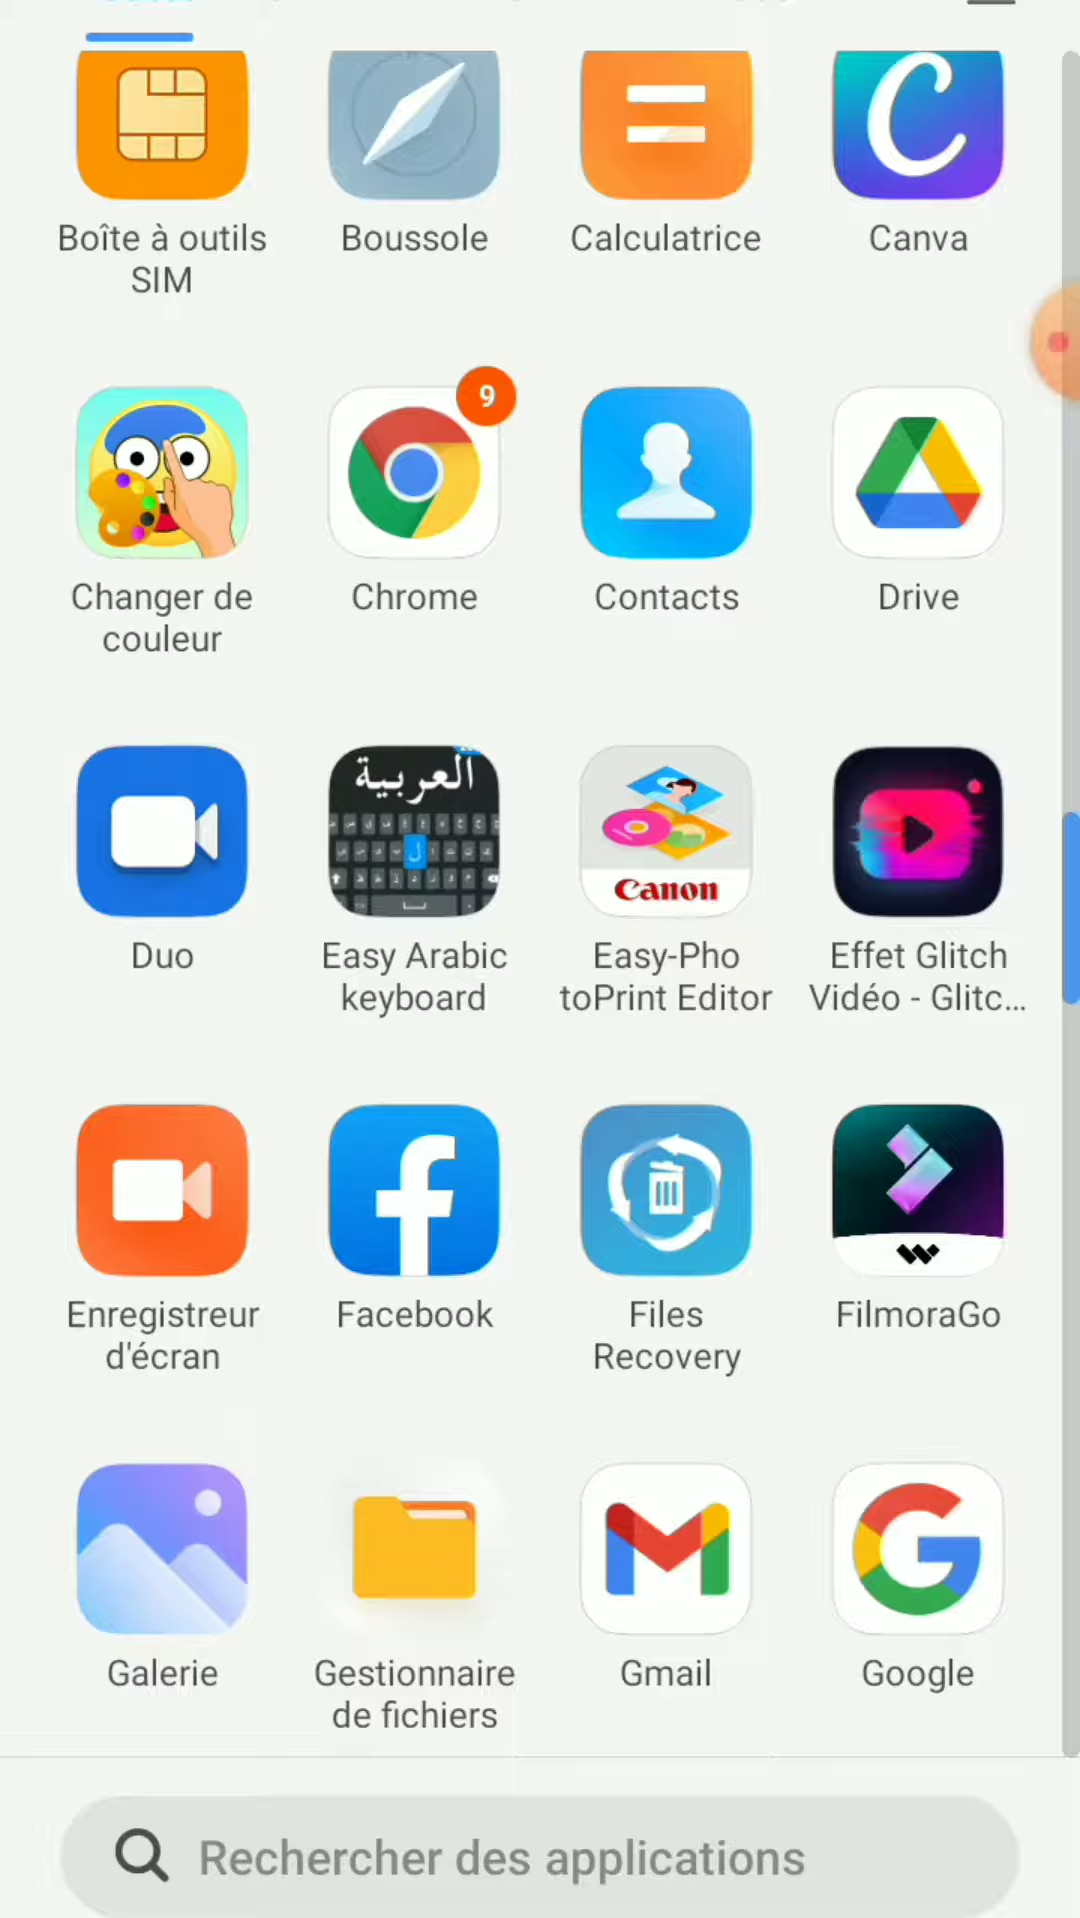 Boîte à outils
SIM
Boussole
Calculatrice
Canva
9
Changer de
couleur
Chrome
Contacts
Drive
العربية
Canon
Duo
Easy Arabic
keyboard
Easy-Pho
toPrint Editor
Effet Glitch
Vidéo - Glitc...
Enregistreur
d'écran
Facebook
Files
Recovery
FilmoraGo
Galerie
Gestionnaire
de fichiers
Gmail
Google
Rechercher des applications